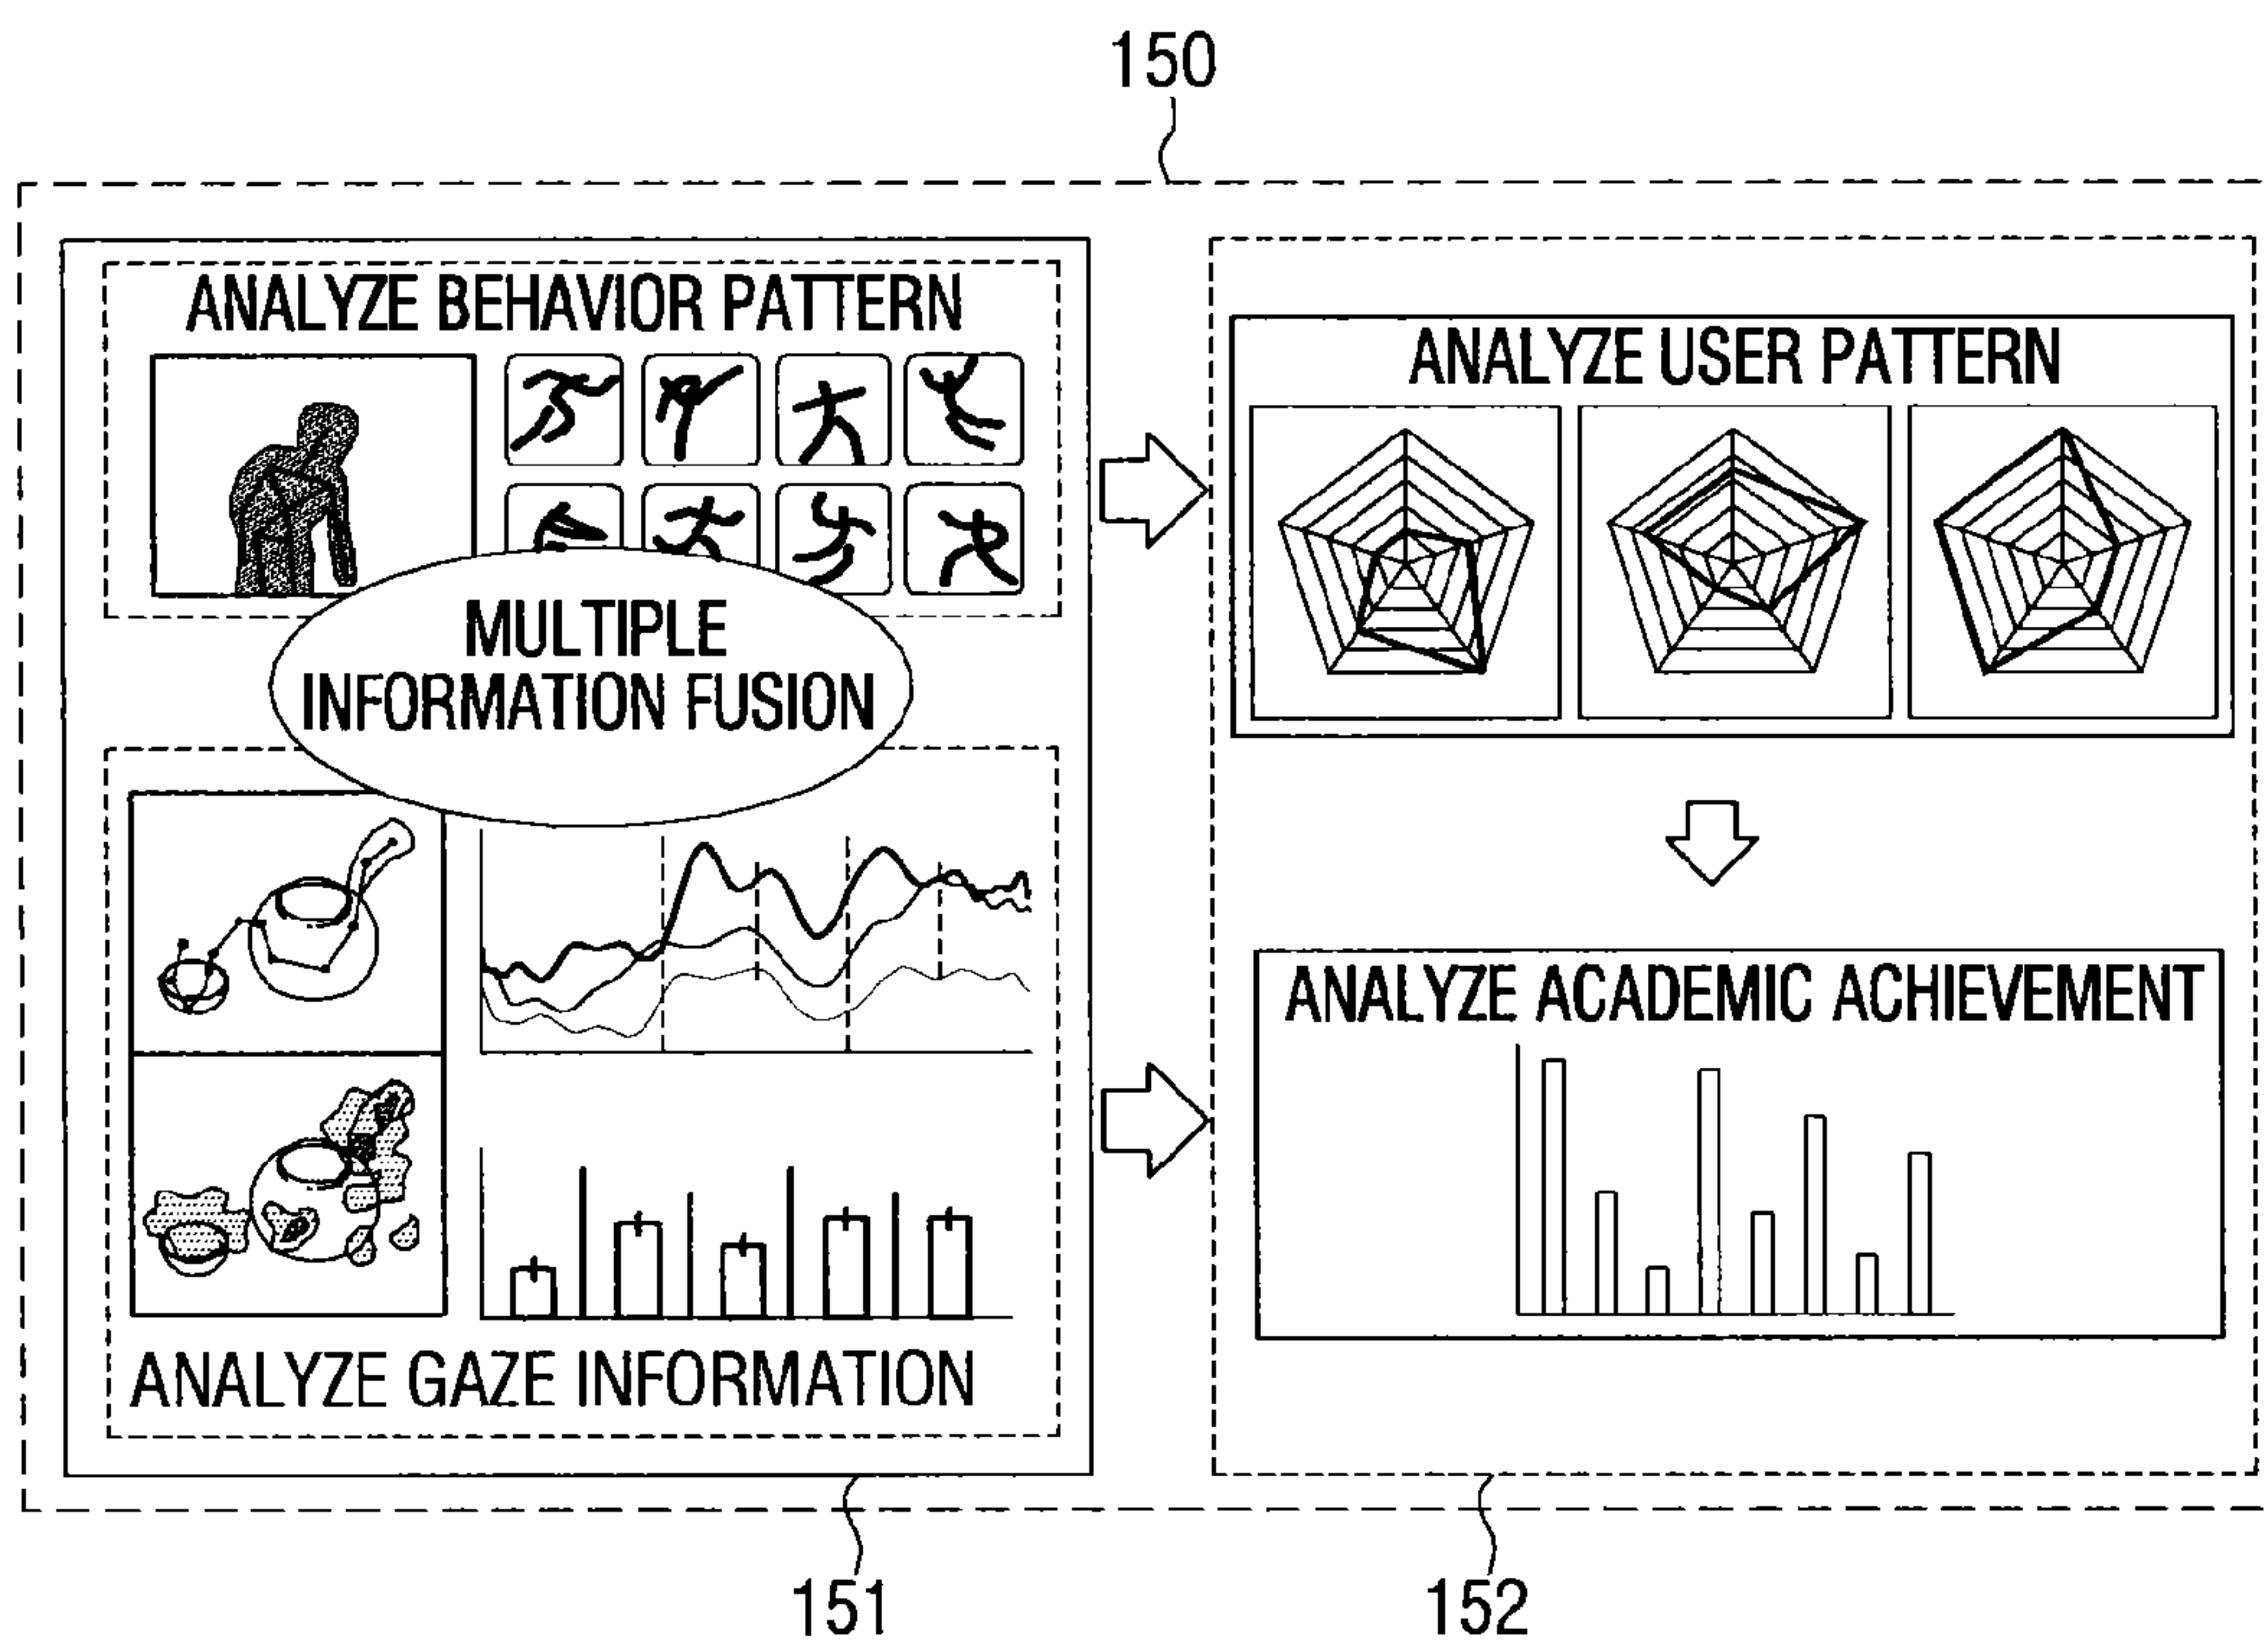 150
ANALYZE BEHAVIOR PATTERN
MULTIPLE
INFORMATION FUSION
ANALYZE GAZE INFORMATION
ANALYZE USER PATTERN
ANALYZE ACADEMIC ACHIEVEMENT
151
152